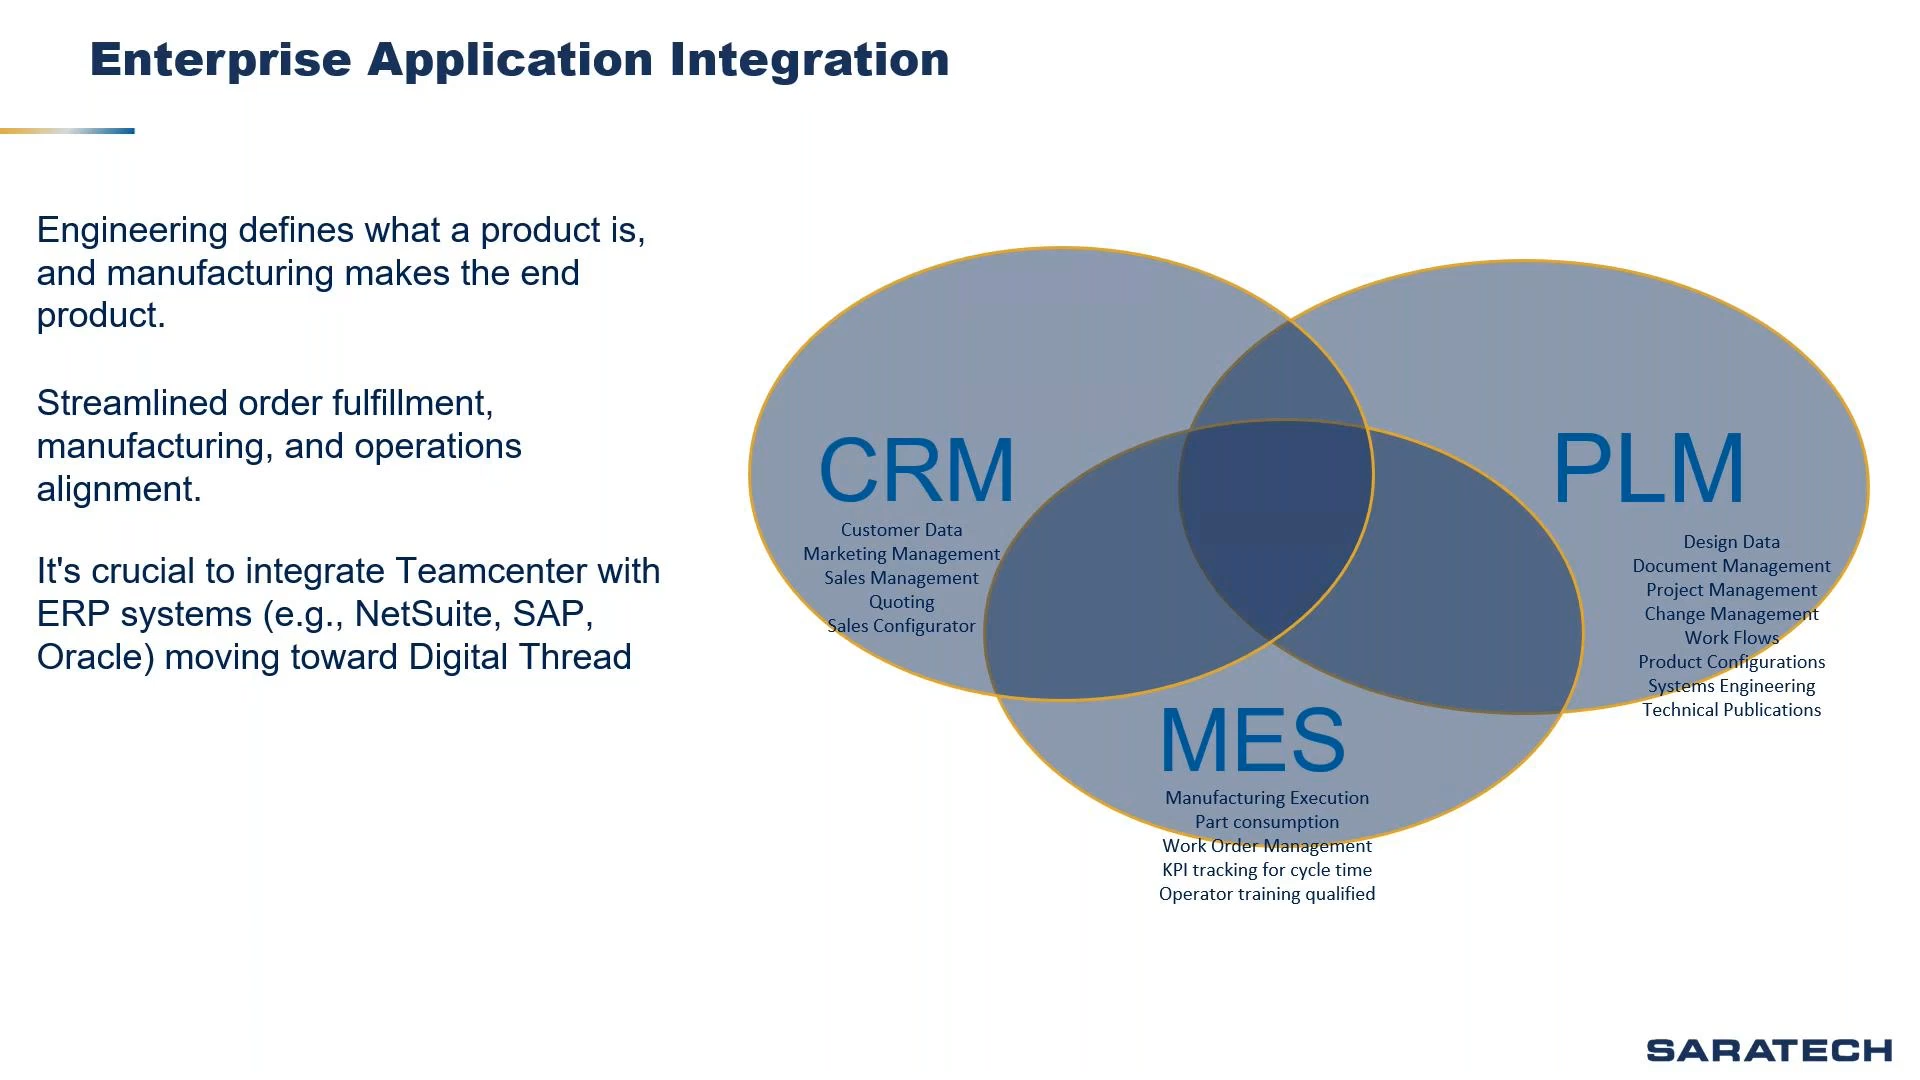 Enterprise Application Integration
Engineering defines what a product is,
and manufacturing makes the end
product.
Streamlined order fulfillment,
manufacturing, and operations
alignment.
It's crucial to integrate Teamcenter with
ERP systems (e.g., NetSuite, SAP,
Oracle) moving toward Digital Thread
CRM
Customer Data
Marketing Management
Sales Management
Quoting
Sales Configurator
PLM
Design Data
Document Management
Project Management
Change Management
Work Flows
Product Configurations
Systems Engineering
Technical Publications
MES
Manufacturing Execution
Part consumption
Work Order Management
KPI tracking for cycle time
Operator training qualified
SARATECH